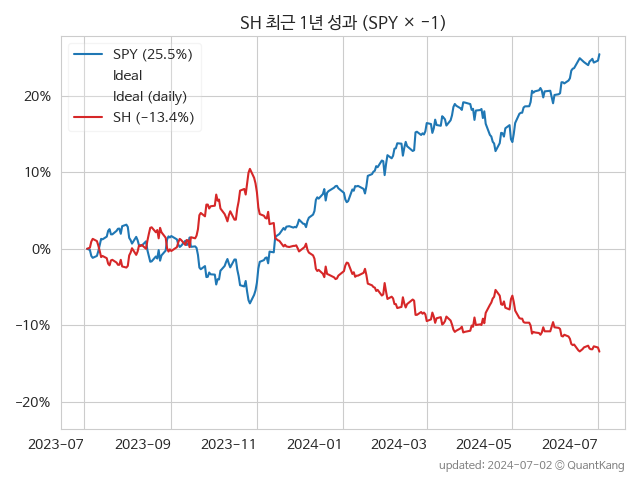 SH 최근 1년 성과 (SPY × −1)
SPY (25.5%)
Ideal
Ideal (daily)
SH (−13.4%)
20%
10%
0%
−10%
−20%
2023−07
2023−09
2023−11
2024−01
2024−03
2024−05
2024−07
updated: 2024-07-02 © QuantKang